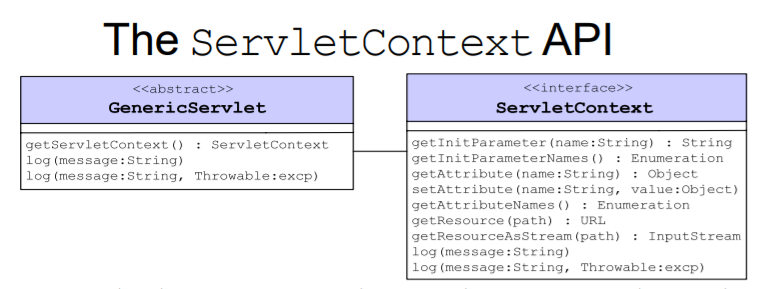 The ServletContext API
<<abstract>>
GenericServlet
getServletContext() : ServletContext
log(message:String)
log(message:String, Throwable:excp)
<<interface>>
ServletContext
getInitParameter(name:String) : String
getInitParameterNames() : Enumeration
getAttribute(name:String) : Object
setAttribute(name:String, value:Object)
getAttributeNames() : Enumeration
getResource(path) : URL
getResourceAsStream(path) : InputStream
log(message:String)
log(message:String, Throwable:excp)